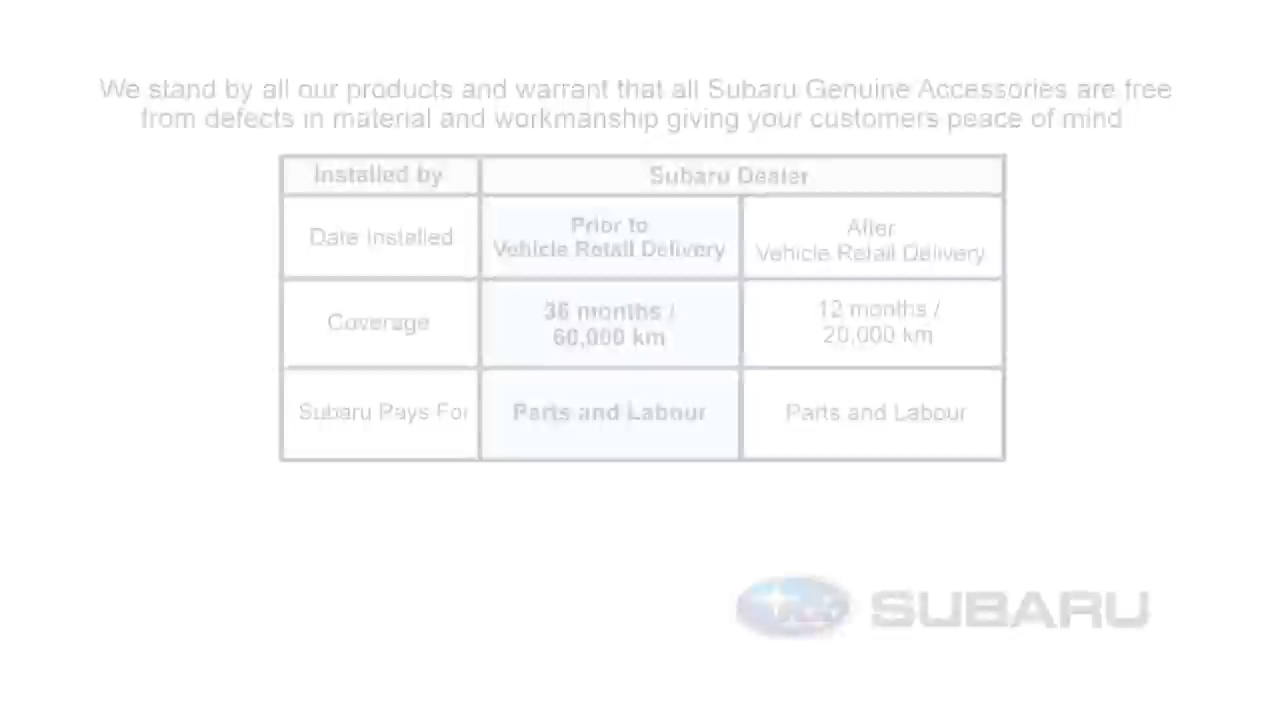 We stand by all our products and warrant that all Subaru Genuine Accessories are free
from defects in material and workmanship giving your customers peace of mind
Installed by
Subaru Dealer
Date Installed
Prior to
Vehicle Retail Delivery
After
Vehicle Retail Delivery
Coverage
36 months /
60,000 km
12 months /
20,000 km
Subaru Pays For
Parts and Labour
Parts and Labour
SUBARU